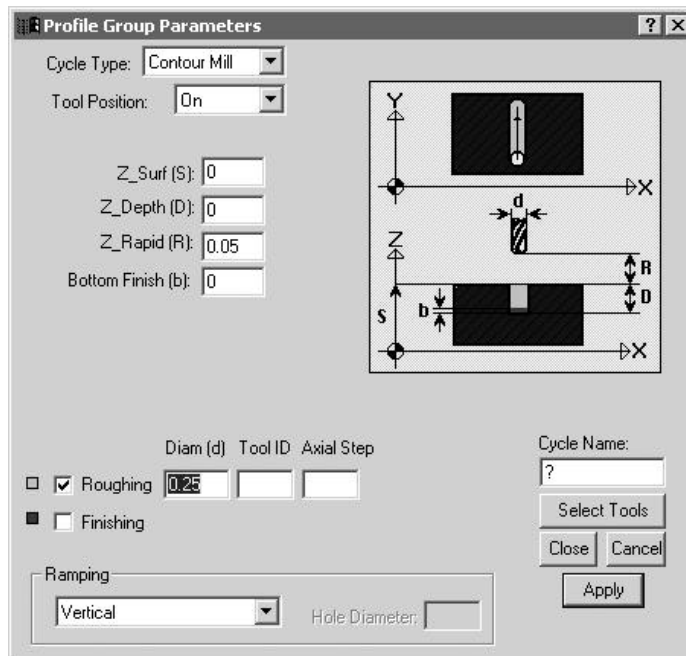 Profile Group Parameters
? X
Cycle Type: Contour Mill
Tool Position: On
Z_Surf (S): 0
Z_Depth (D): 0
Z_Rapid (R): 0.05
Bottom Finish (b): 0
Y
X
d
Z
R
D
b
S
X
Diam (d) Tool ID Axial Step
Roughing 0.25
Finishing
Cycle Name:
?
Select Tools
Close Cancel
Apply
Ramping
Vertical
Hole Diameter: